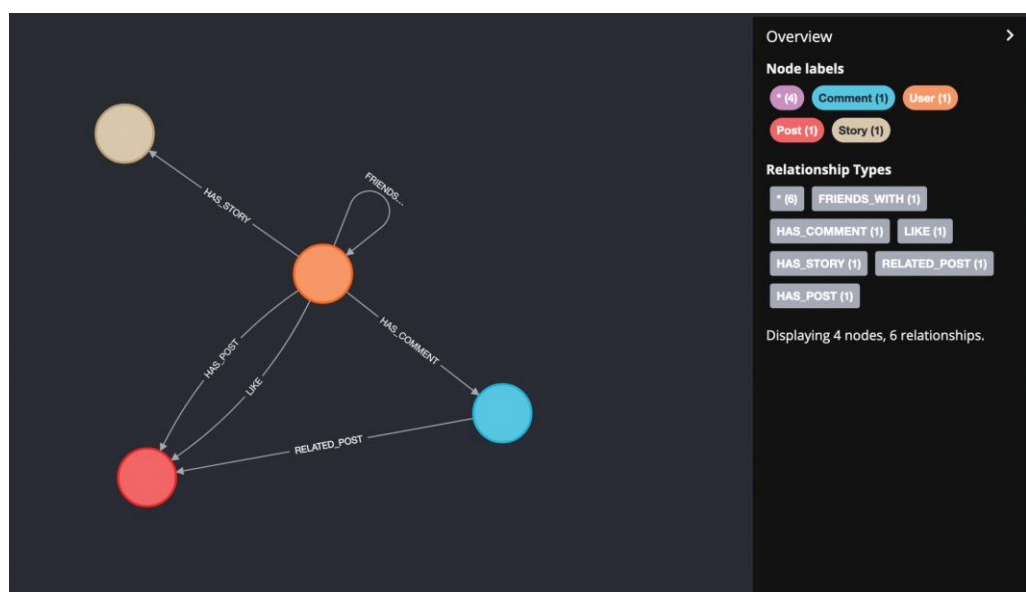 HAS_STORY
FRIENDS...
HAS_COMMENT
HAS_POST
LIKE
RELATED_POST
Overview
Node labels
* (4) Comment (1) User (1)
Post (1) Story (1)
Relationship Types
* (6) FRIENDS_WITH (1)
HAS_COMMENT (1) LIKE (1)
HAS_STORY (1) RELATED_POST (1)
HAS_POST (1)
Displaying 4 nodes, 6 relationships.